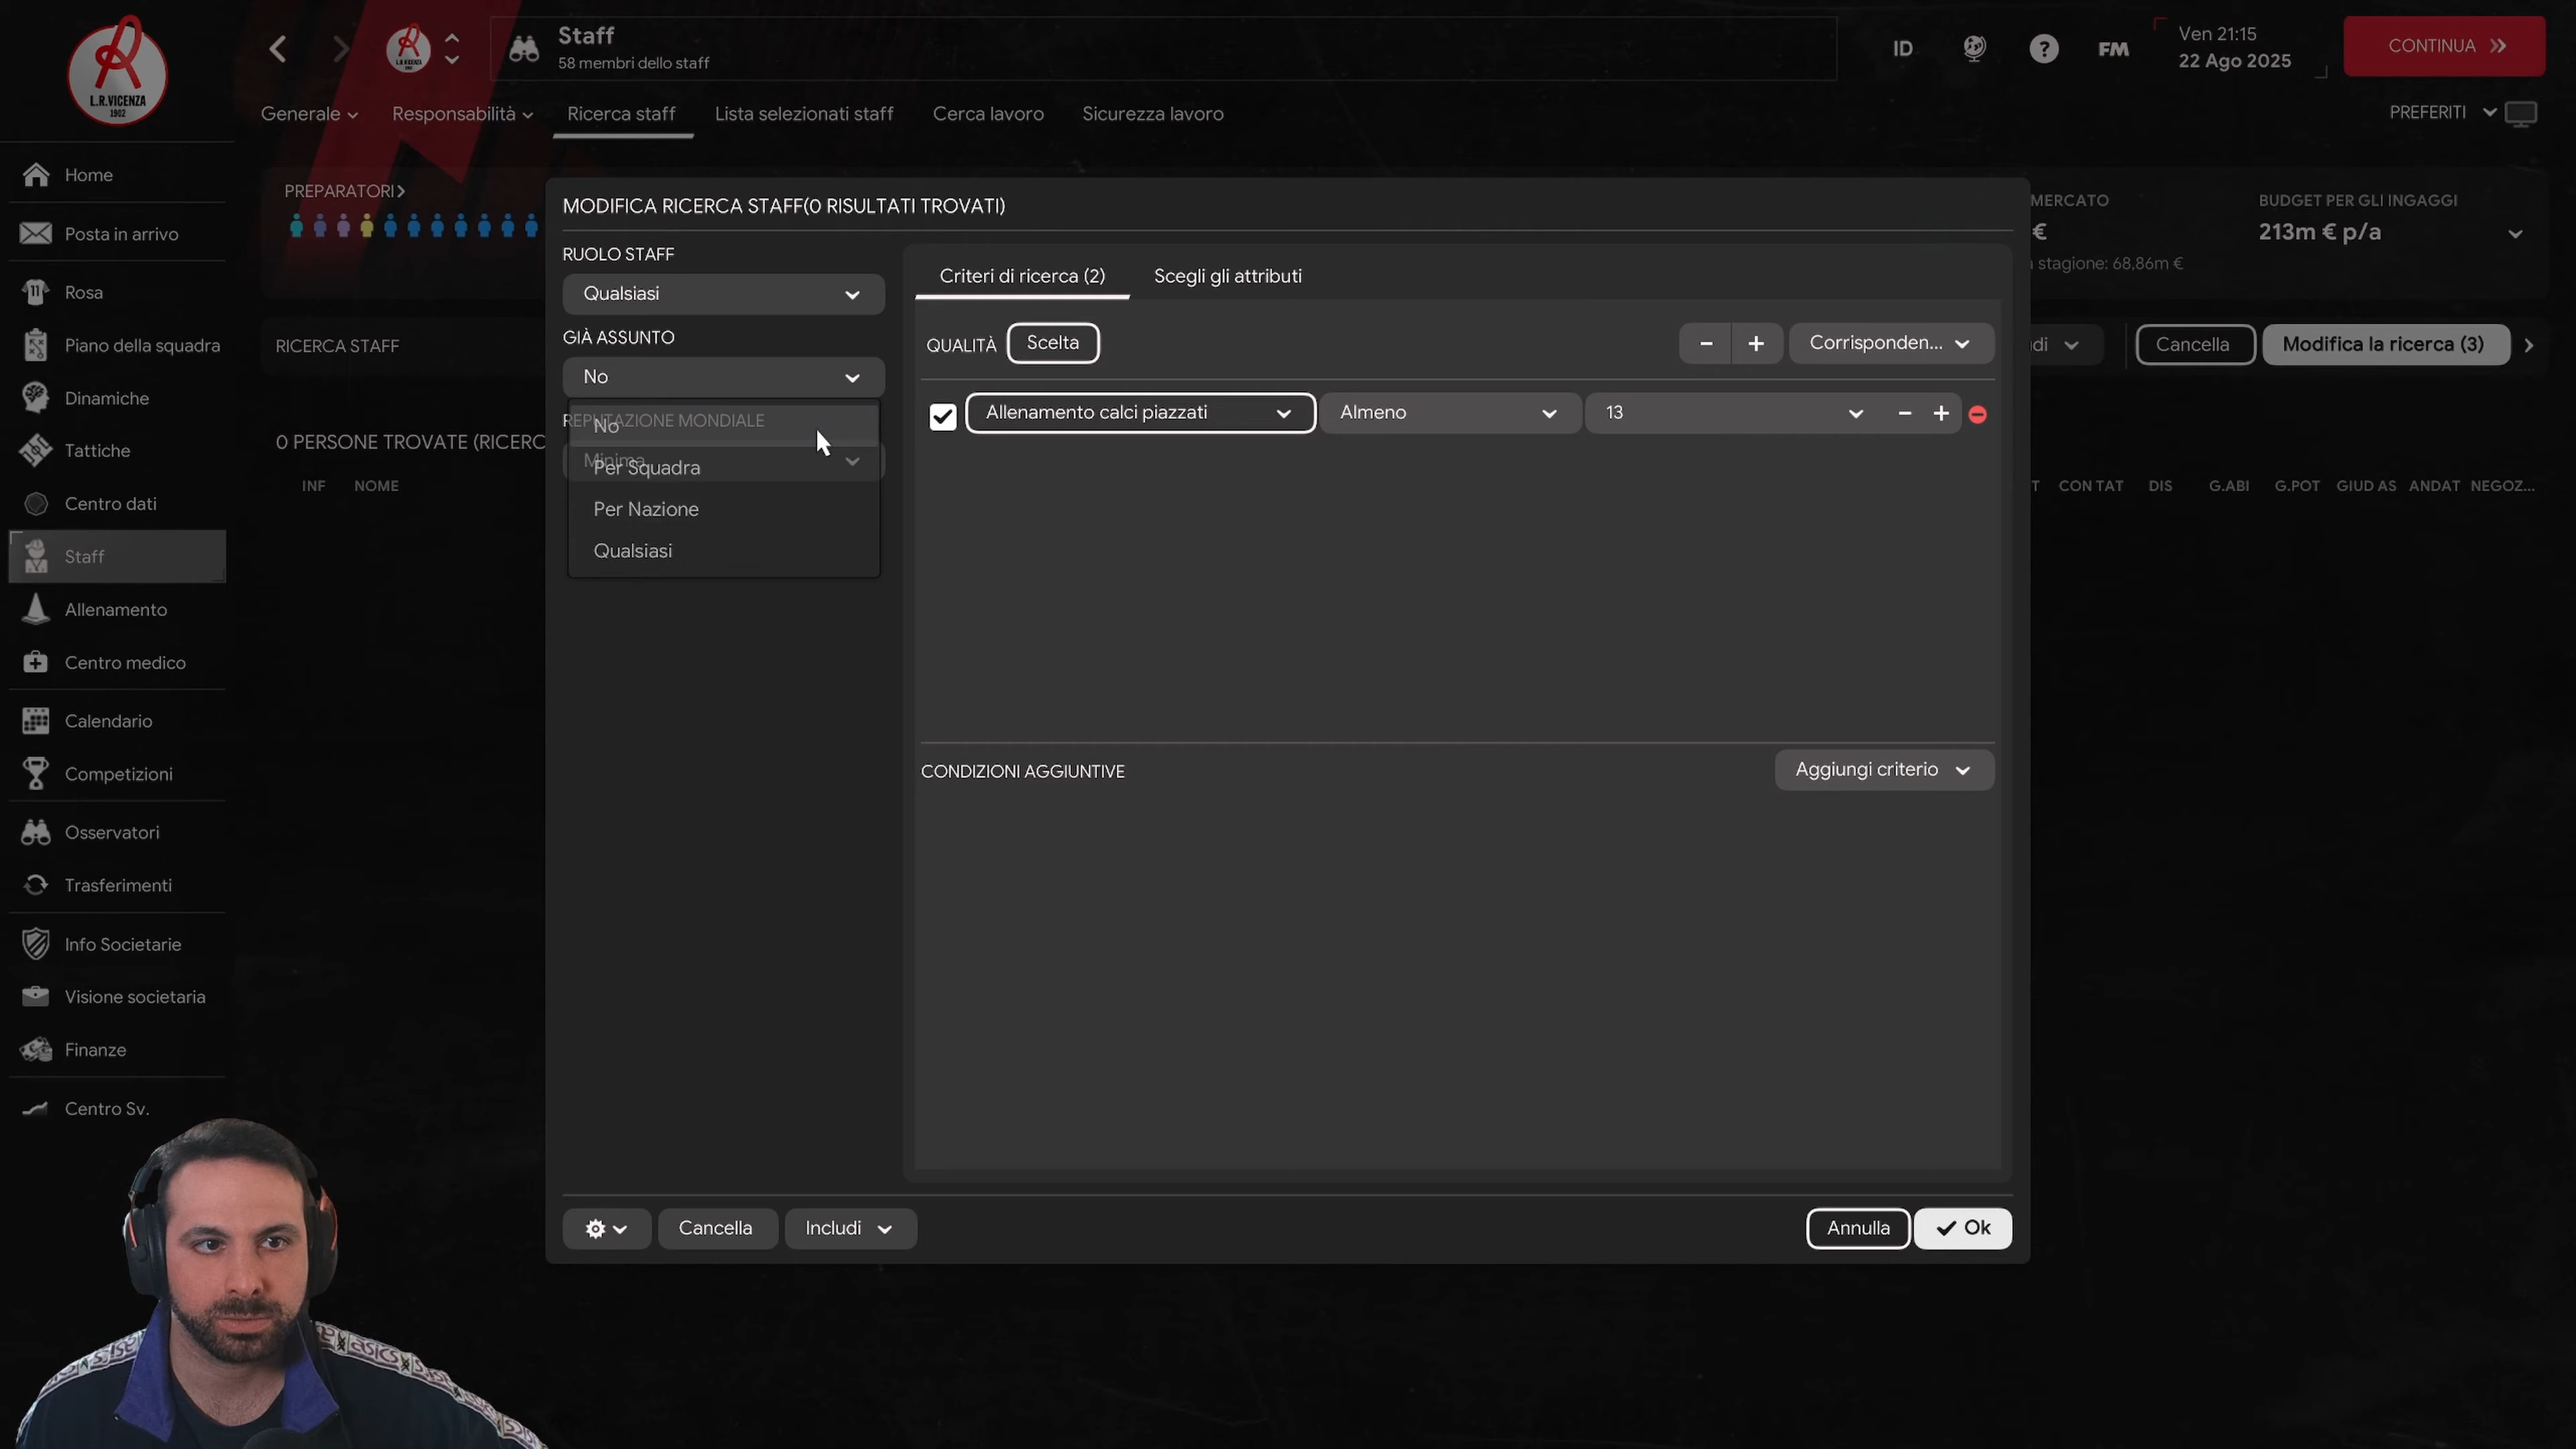 L.R.VICENZA
1902
Staff
58 membri dello staff
ID
FM
Ven 21:15
22 Ago 2025
CONTINUA
Generale
Responsabilità
Ricerca staff
Lista selezionati staff
Cerca lavoro
Sicurezza lavoro
PREFERITI
Home
Posta in arrivo
Rosa
Piano della squadra
Dinamiche
Tattiche
Centro dati
Staff
Allenamento
Centro medico
Calendario
Competizioni
Osservatori
Trasferimenti
Info Societarie
Visione societaria
Finanze
Centro Sv.
PREPARATORI
MERCATO
€
stagione: 68,86m €
BUDGET PER GLI INGAGGI
213m € p/a
RICERCA STAFF
di
Cancella
Modifica la ricerca (3)
0 PERSONE TROVATE (RICERC
INF
NOME
T
CON TAT
DIS
G.ABI
G.POT
GIUD AS
ANDAT
NEGOZ...
MODIFICA RICERCA STAFF(0 RISULTATI TROVATI)
RUOLO STAFF
Qualsiasi
GIÀ ASSUNTO
No
REPUTAZIONE MONDIALE
No
Minima
Per Squadra
Per Nazione
Qualsiasi
Criteri di ricerca (2)
Scegli gli attributi
QUALITÀ
Scelta
Corrisponden...
Allenamento calci piazzati
Almeno
13
CONDIZIONI AGGIUNTIVE
Aggiungi criterio
Cancella
Includi
Annulla
Ok
asics